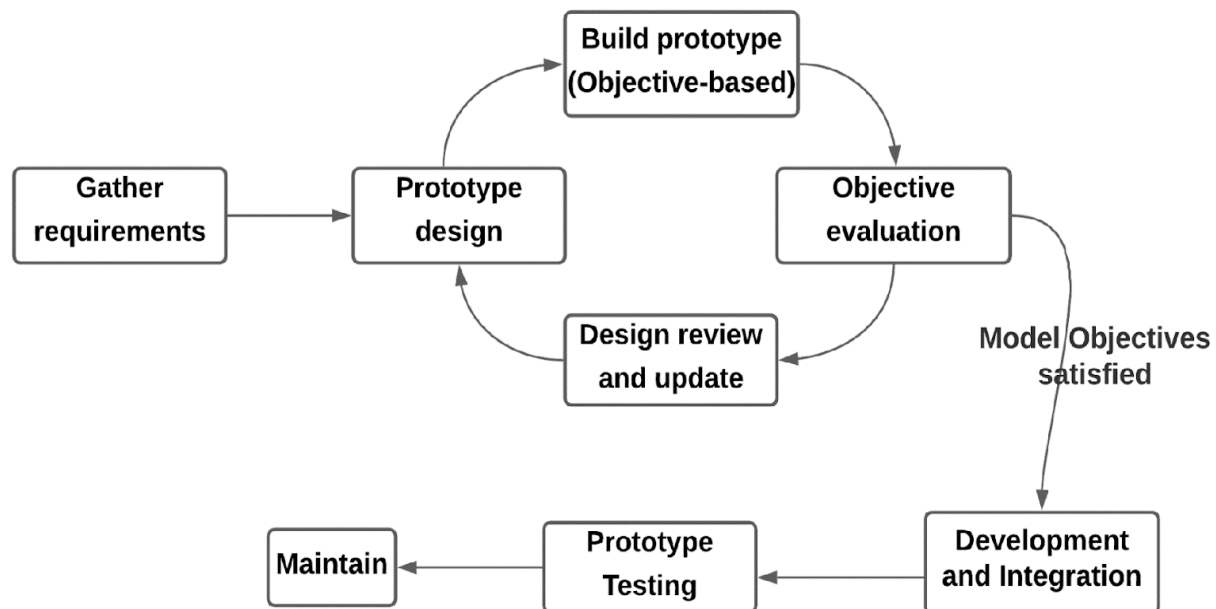 Build prototype
(Objective-based)
Gather
requirements
Prototype
design
Objective
evaluation
Design review
and update
Model Objectives
satisfied
Development
and Integration
Prototype
Testing
Maintain